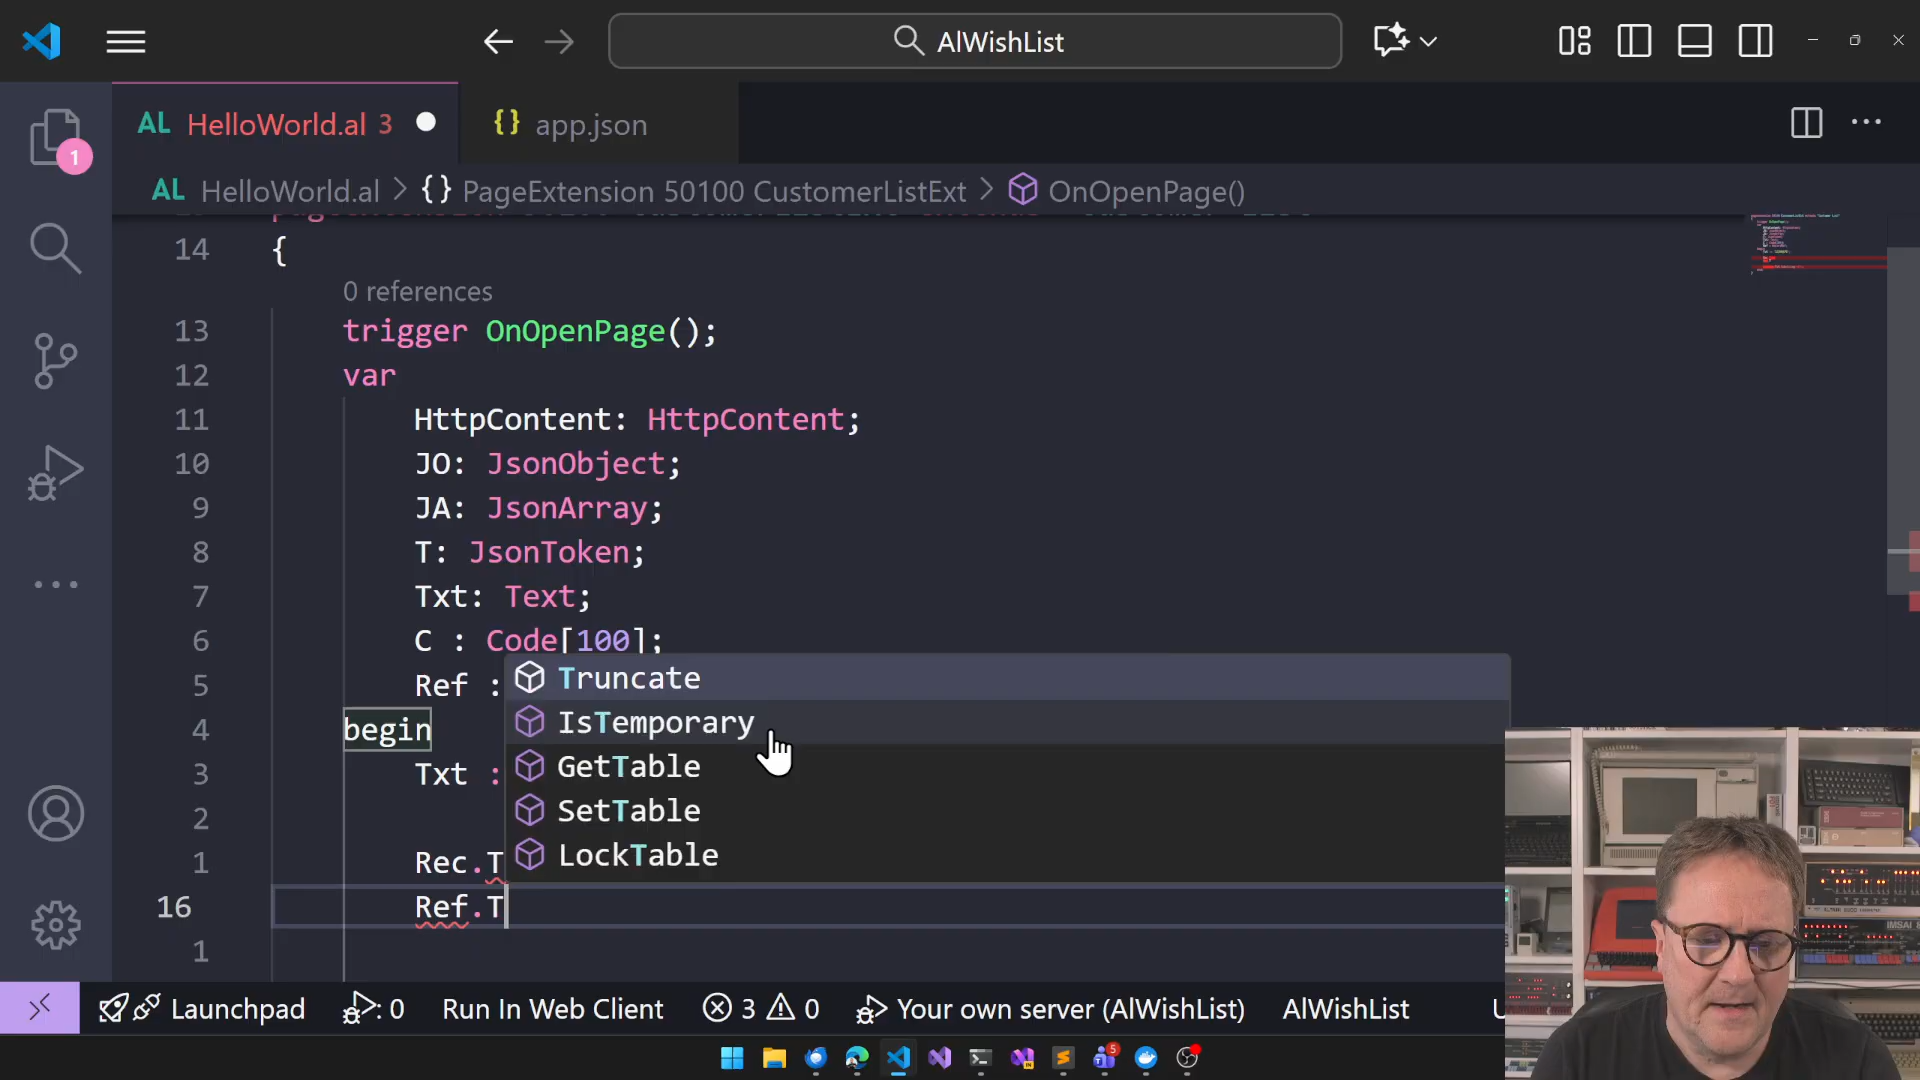 AlWishList
AL HelloWorld.al 3
{} app.json
1
AL HelloWorld.al > {} PageExtension 50100 CustomerListExt > OnOpenPage()
14 {
0 references
13 trigger OnOpenPage();
12 var
11 HttpContent: HttpContent;
10 JO: JsonObject;
9 JA: JsonArray;
8 T: JsonToken;
7 Txt: Text;
6 C : Code[100];
5 Ref :
4 begin
3 Txt :
2
1 Rec.T
16 Ref.T
1
Truncate
IsTemporary
GetTable
SetTable
LockTable
Launchpad : 0 Run In Web Client 3 0 Your own server (AlWishList) AlWishList
5
IMSAI